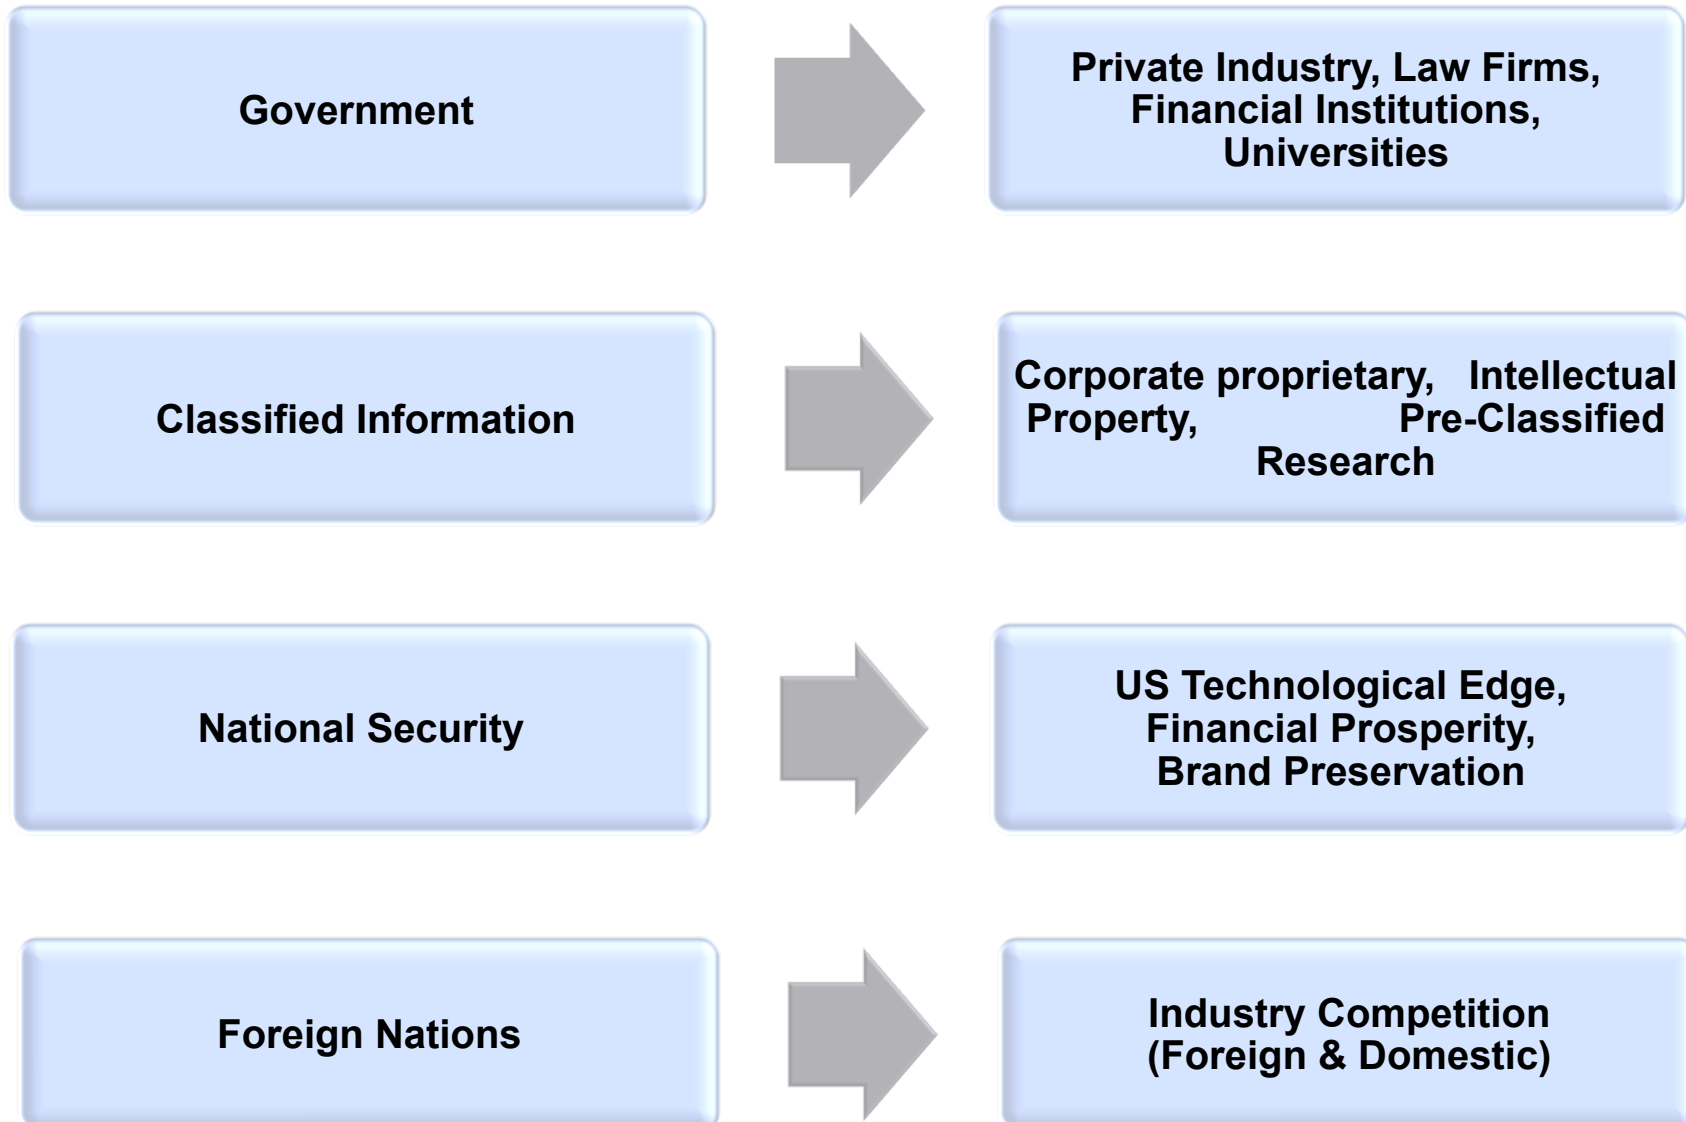 Government
Private Industry, Law Firms,
Financial Institutions,
Universities
Classified Information
Corporate proprietary, Intellectual
Property, Pre-Classified
Research
National Security
US Technological Edge,
Financial Prosperity,
Brand Preservation
Foreign Nations
Industry Competition
(Foreign & Domestic)